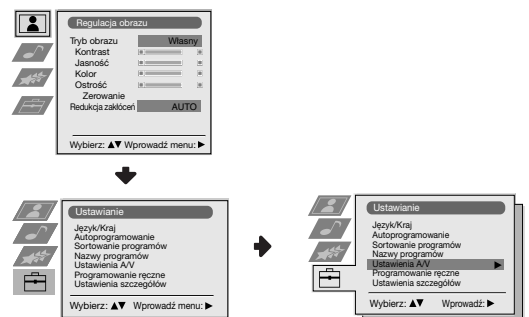 Regulacja obrazu
Tryb obrazu Własny
Kontrast
Jasność
Kolor
Ostrość
Zerowanie
Redukcja zakłóceń AUTO
Wybierz: ▲▼ Wprowadź menu: ▶
Ustawianie
Język/Kraj
Autoprogramowanie
Sortowanie programów
Nazwy programów
Ustawienia A/V
Programowanie ręczne
Ustawienia szczegółów
Wybierz: ▲▼ Wprowadź menu: ▶
Ustawianie
Język/Kraj
Autoprogramowanie
Sortowanie programów
Nazwy programów
Ustawienia A/V ▶
Programowanie ręczne
Ustawienia szczegółów
Wybierz: ▲▼ Wprowadź: ▶